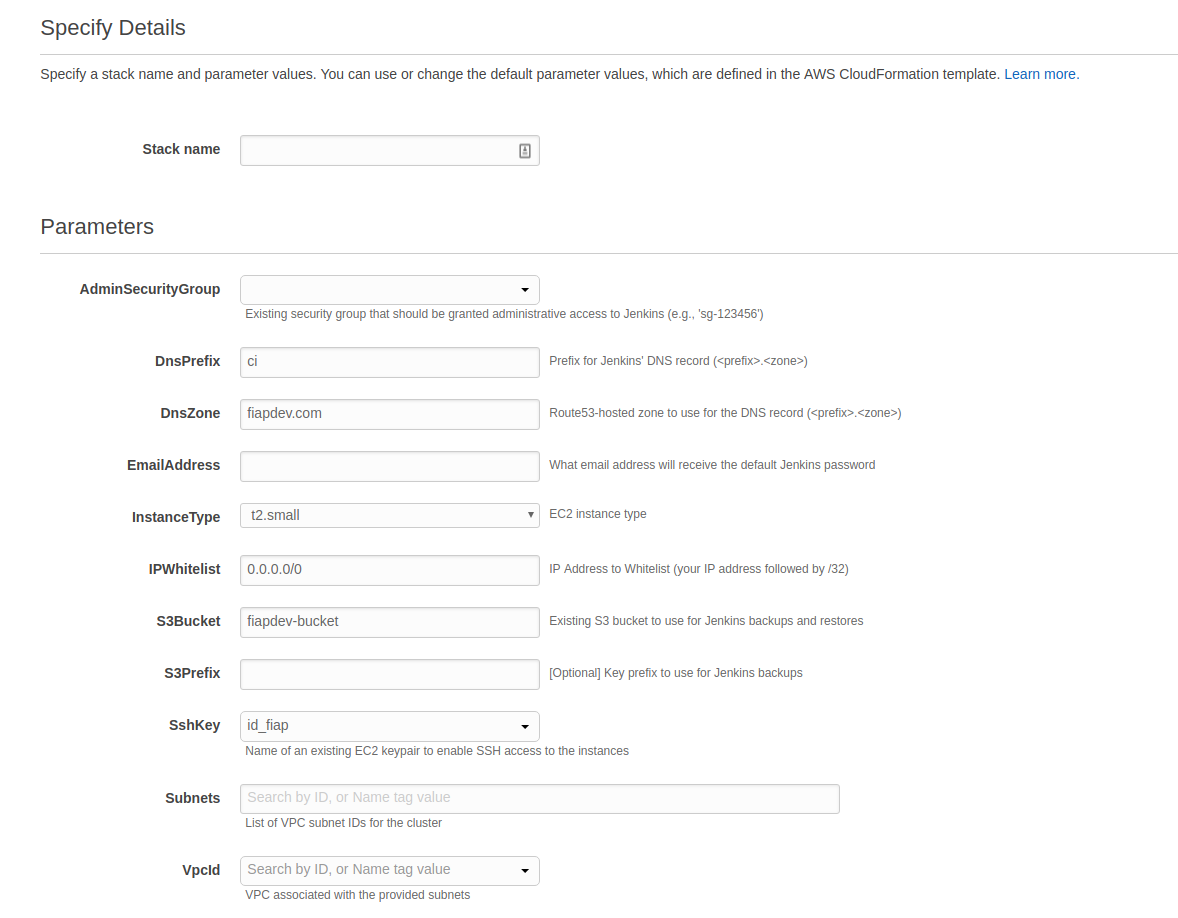 Specify Details
Specify a stack name and parameter values. You can use or change the default parameter values, which are defined in the AWS CloudFormation template. Learn more.
Stack name
Parameters
AdminSecurityGroup
Existing security group that should be granted administrative access to Jenkins (e.g., 'sg-123456')
DnsPrefix ci Prefix for Jenkins' DNS record (<prefix>.<zone>)
DnsZone fiapdev.com Route53-hosted zone to use for the DNS record (<prefix>.<zone>)
EmailAddress What email address will receive the default Jenkins password
InstanceType t2.small EC2 instance type
IPWhitelist 0.0.0.0/0 IP Address to Whitelist (your IP address followed by /32)
S3Bucket fiapdev-bucket Existing S3 bucket to use for Jenkins backups and restores
S3Prefix [Optional] Key prefix to use for Jenkins backups
SshKey id_fiap
Name of an existing EC2 keypair to enable SSH access to the instances
Subnets Search by ID, or Name tag value
List of VPC subnet IDs for the cluster
VpcId Search by ID, or Name tag value
VPC associated with the provided subnets